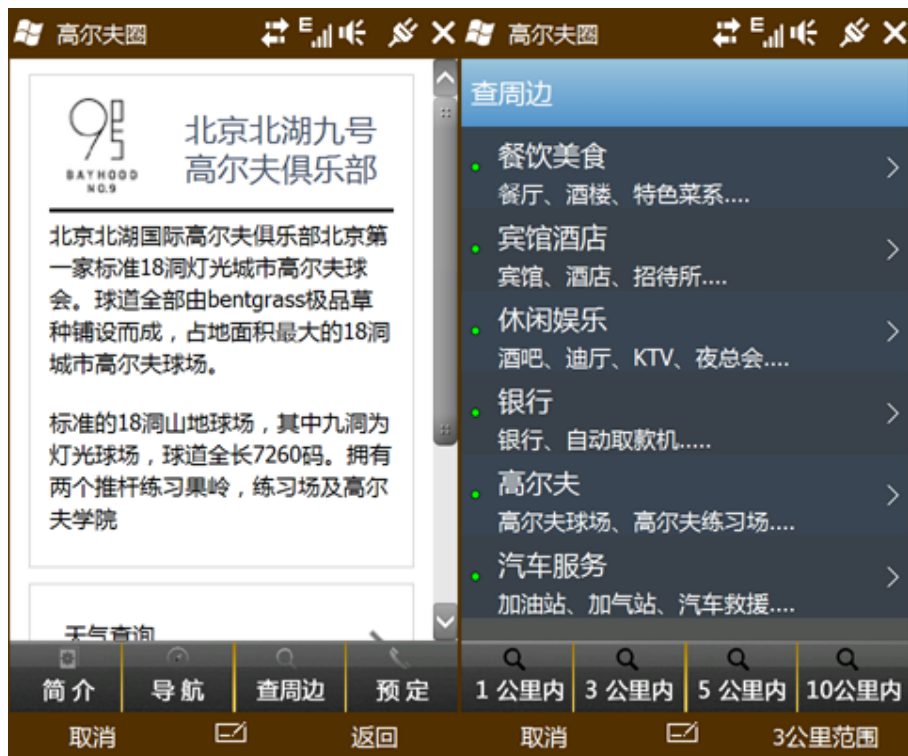 高尔夫圈
E
9号
BAYHOOD
NO.9
北京北湖九号
高尔夫俱乐部
北京北湖国际高尔夫俱乐部北京第
一家标准18洞灯光城市高尔夫球
会。球道全部由bentgrass极品草
种铺设而成，占地面积最大的18洞
城市高尔夫球场。
标准的18洞山地球场，其中九洞为
灯光球场，球道全长7260码。拥有
两个推杆练习果岭，练习场及高尔
夫学院
天气查询
简介
导航
查周边
预定
取消
返回
高尔夫圈
E
查周边
餐饮美食
餐厅、酒楼、特色菜系....
宾馆酒店
宾馆、酒店、招待所....
休闲娱乐
酒吧、迪厅、KTV、夜总会....
银行
银行、自动取款机.....
高尔夫
高尔夫球场、高尔夫练习场....
汽车服务
加油站、加气站、汽车救援....
1 公里内
3 公里内
5 公里内
10公里内
取消
3公里范围